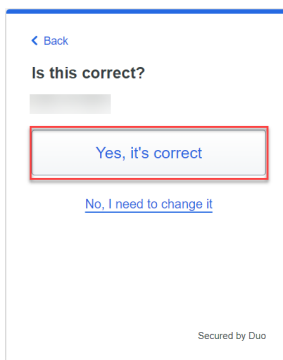 Back
Is this correct?
Yes, it's correct
No, I need to change it
Secured by Duo